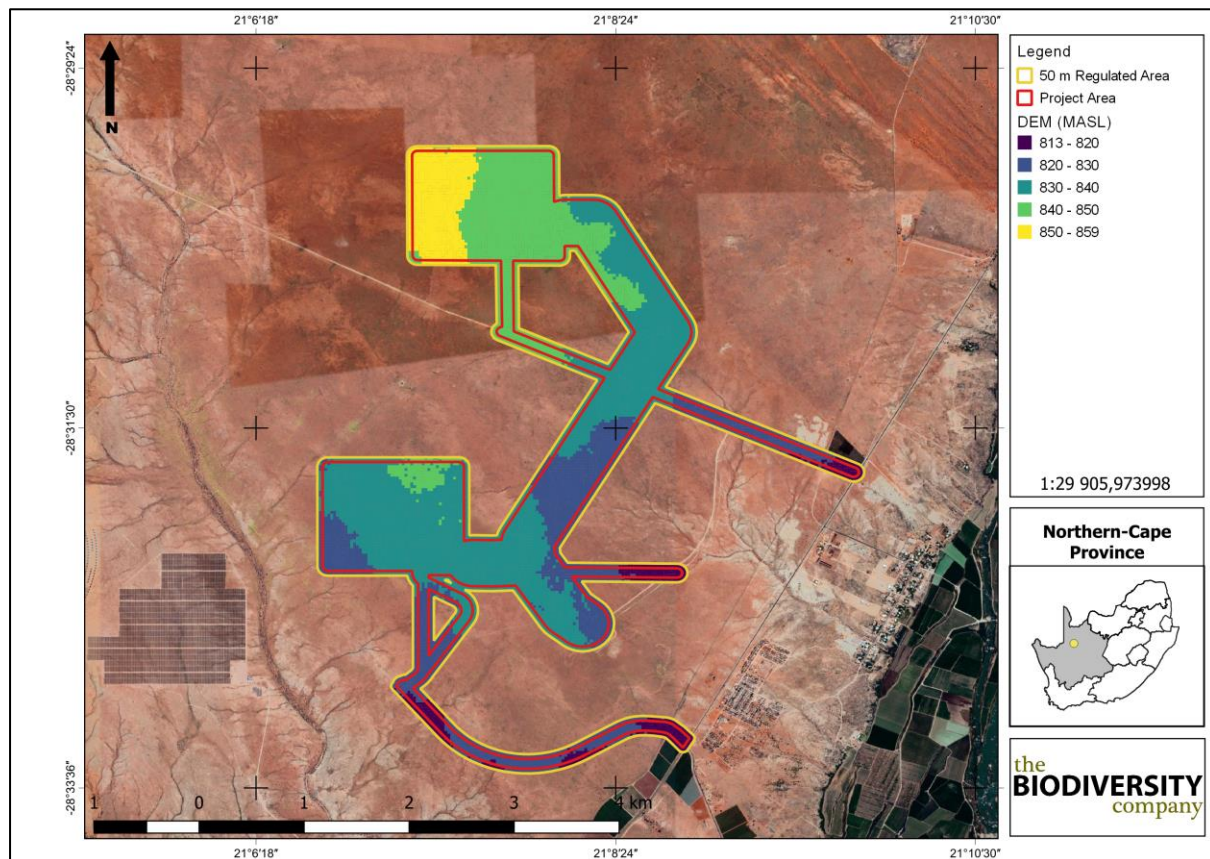 21°6'18"
21°8'24"
21°10'30"
-28°29'24"
-28°31'30"
-28°33'36"
N
1
0
1
2
3
4 km
21°6'18"
21°8'24"
21°10'30"
Legend
50 m Regulated Area
Project Area
DEM (MASL)
813 - 820
820 - 830
830 - 840
840 - 850
850 - 859
1:29 905,973998
Northern-Cape
Province
the
BIODIVERSITY
company